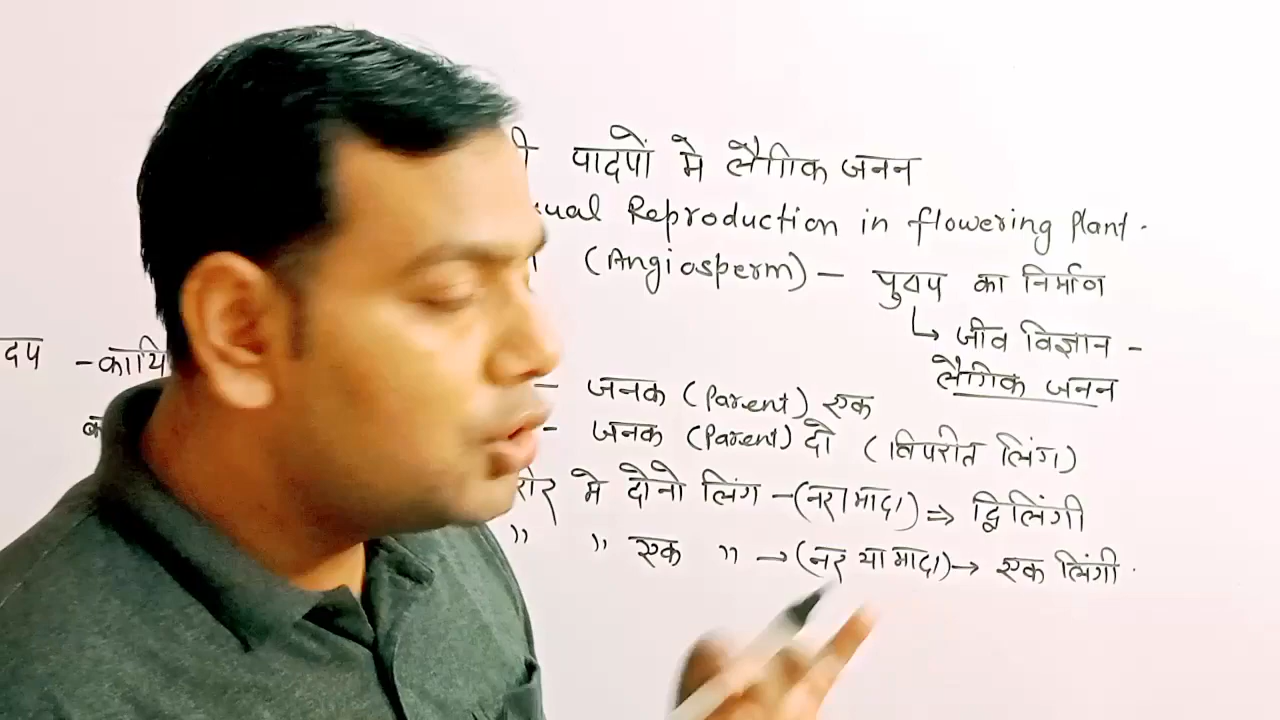 पादपों मे लैगिंक जनन
xual Reproduction in flowering Plant.
(Angiosperm) – पुष्प का निर्माण
↳ जीव विज्ञान -
लैगिक जनन
दप - कायि
– जनक (Parent) एक
- जनक (Parent) दो (विपरीत लिंग)
मे दोनो लिंग - (नर/मादा) ⇒ द्विलिंगी
" " एक " → (नर या मादा) → एक लिंगी.